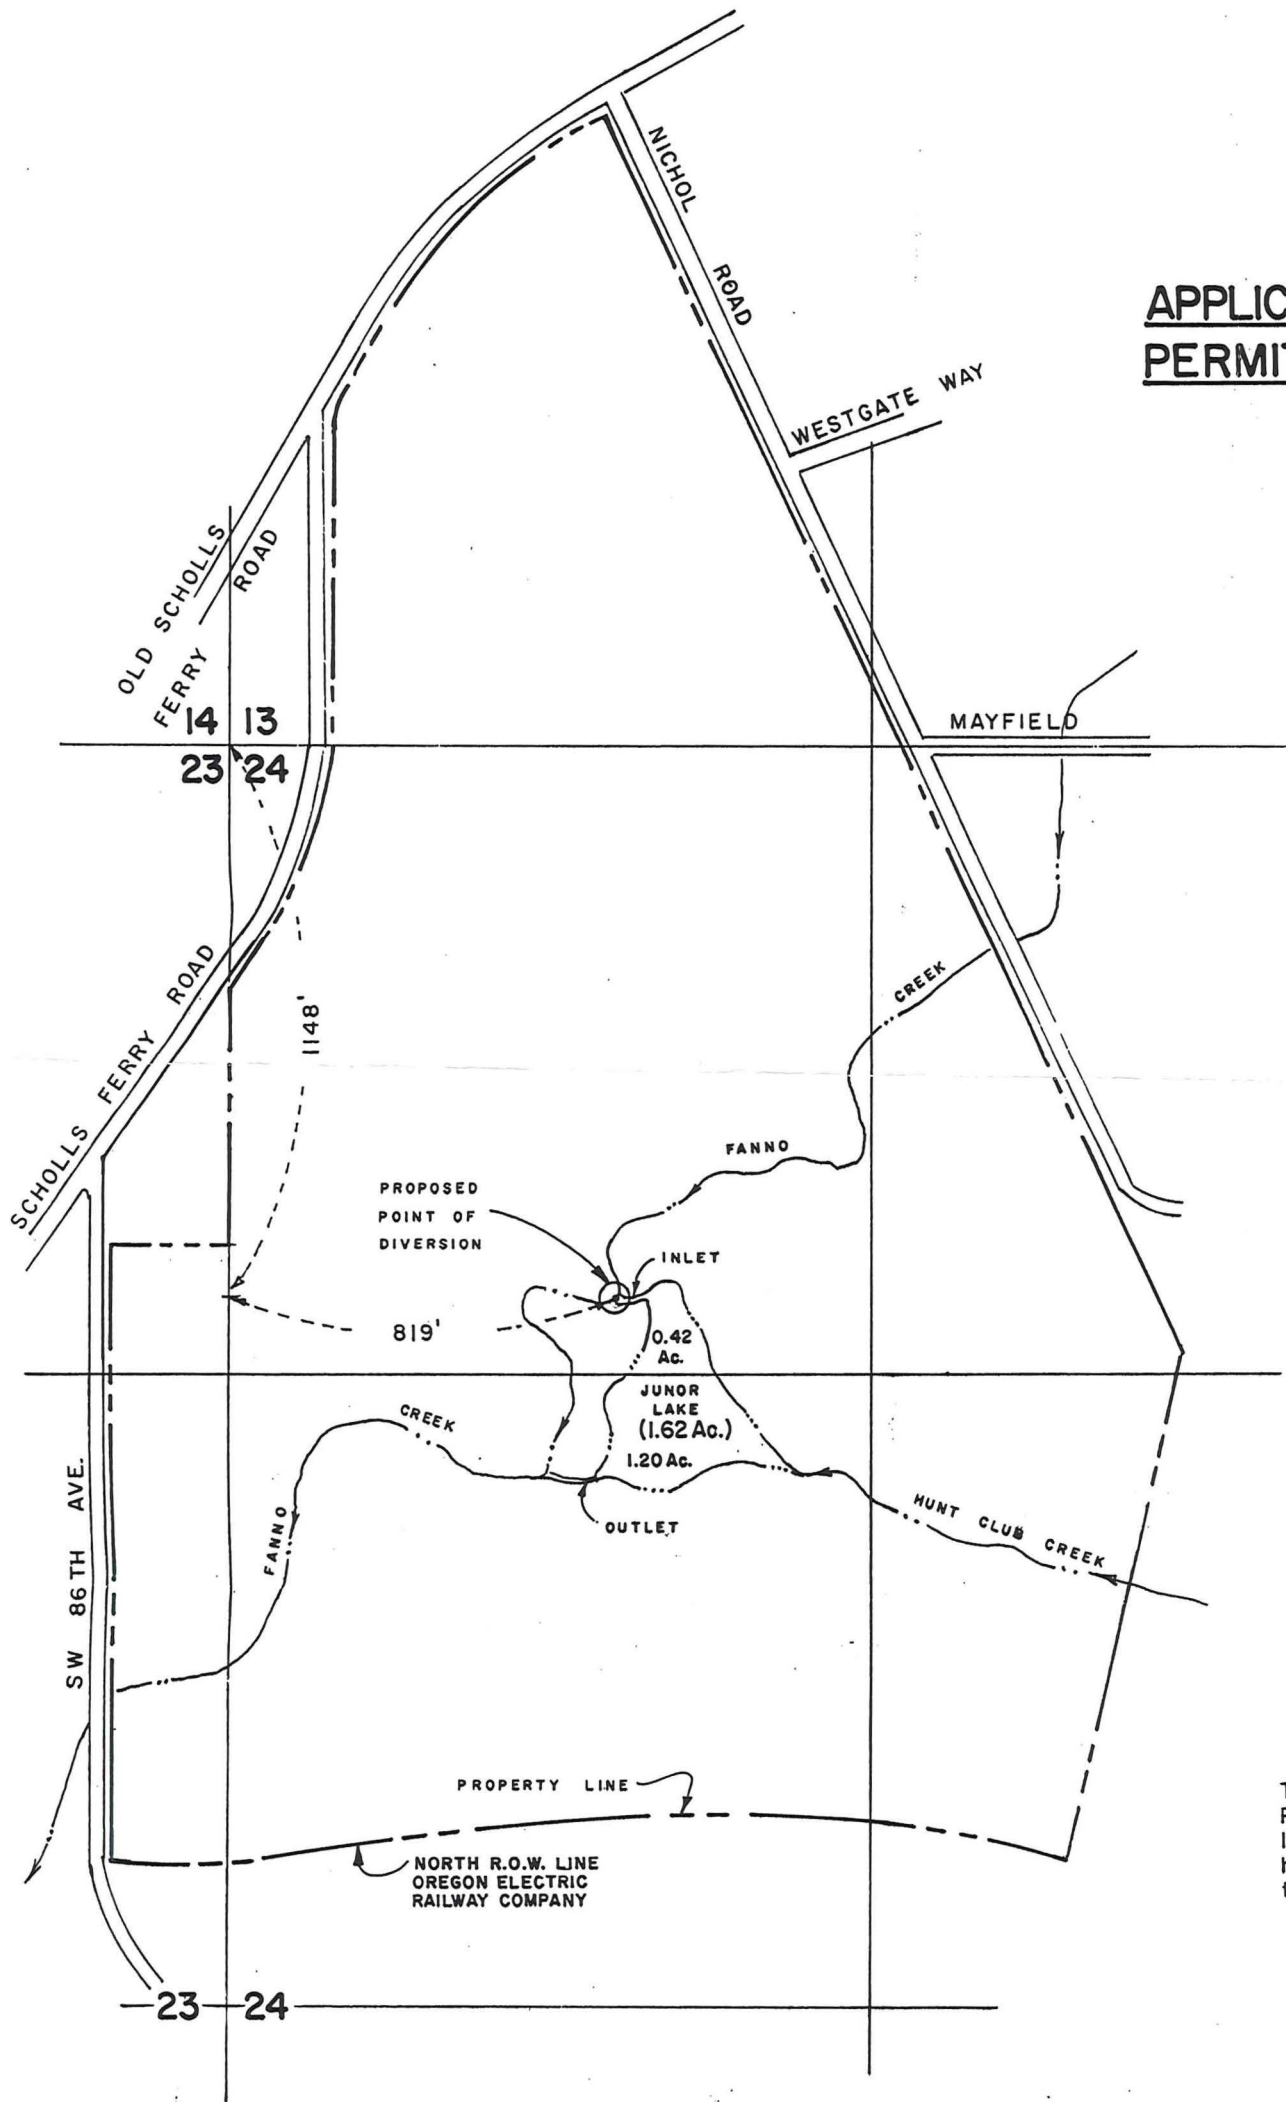 NICHOL
ROAD
APPLIC
PERMIT
WESTGATE WAY
OLD SCHOLLS
FERRY ROAD
14 13
23 24
MAYFIELD
SCHOLLS FERRY ROAD
1148'
CREEK
FANNO
PROPOSED
POINT OF
DIVERSION
INLET
819'
0.42
Ac.
JUNOR
LAKE
(1.62 Ac.)
1.20 Ac.
CREEK
FANNO
OUTLET
HUNT CLUB CREEK
SW 86TH AVE.
PROPERTY LINE
NORTH R.O.W. LINE
OREGON ELECTRIC
RAILWAY COMPANY
23 24